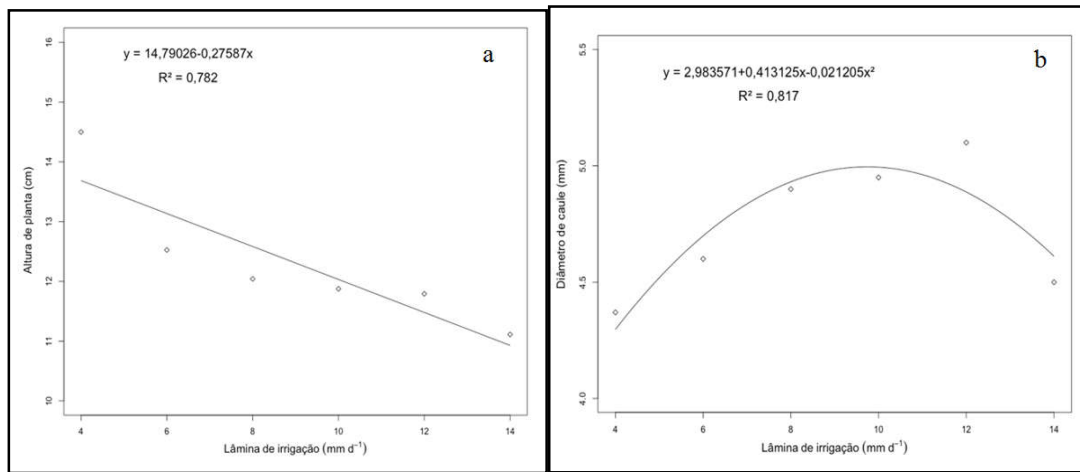 a
y = 14,79026-0,27587x
R² = 0,782
Altura de planta (cm)
16
15
14
13
12
11
10
4 6 8 10 12 14
Lâmina de irrigação (mm d⁻¹)
b
y = 2,983571+0,413125x-0,021205x²
R² = 0,817
Diâmetro de caule (mm)
5.5
5.0
4.5
4.0
4 6 8 10 12 14
Lâmina de irrigação (mm d⁻¹)